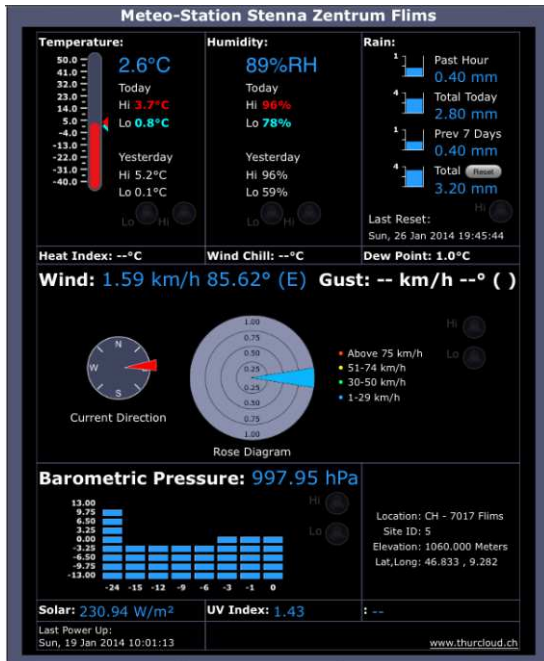 Meteo-Station Stenna Zentrum Flims
Temperature:
50.0
41.0
32.0
23.0
14.0
5.0
-4.0
-13.0
-22.0
-31.0
-40.0
2.6°C
Today
Hi 3.7°C
Lo 0.8°C
Yesterday
Hi 5.2°C
Lo 0.1°C
Lo Hi
Humidity:
89%RH
Today
Hi 96%
Lo 78%
Yesterday
Hi 96%
Lo 59%
Lo Hi
Rain:
1 Past Hour
0.40 mm
4 Total Today
2.80 mm
1 Prev 7 Days
0.40 mm
4 Total Reset
3.20 mm
Hi
Last Reset:
Sun, 26 Jan 2014 19:45:44
Heat Index: --°C
Wind Chill: --°C
Dew Point: 1.0°C
Wind: 1.59 km/h 85.62° (E) Gust: -- km/h --° ( )
N
W
S
Current Direction
1.00
0.75
0.50
0.25
0.25
0.50
0.75
1.00
Rose Diagram
Above 75 km/h
51-74 km/h
30-50 km/h
1-29 km/h
Hi
Lo
Barometric Pressure: 997.95 hPa
13.00
9.75
6.50
3.25
0.00
-3.25
-6.50
-9.75
-13.00
-24 -15 -12 -9 -6 -3 -1 0
Hi
Lo
Location: CH - 7017 Flims
Site ID: 5
Elevation: 1060.000 Meters
Lat,Long: 46.833 , 9.282
Solar: 230.94 W/m²
UV Index: 1.43
: --
Last Power Up:
Sun, 19 Jan 2014 10:01:13
www.thurcloud.ch